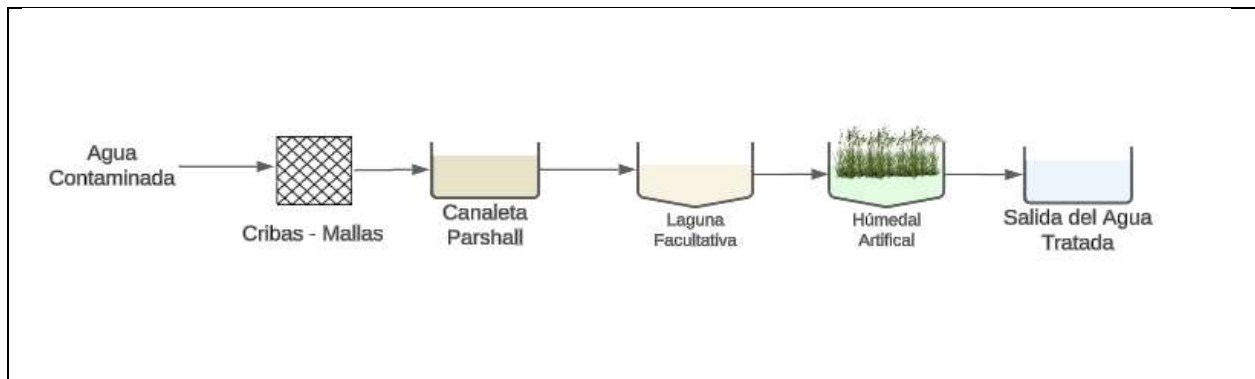 Agua
Contaminada
Cribas - Mallas
Canaleta
Parshall
Laguna
Facultativa
Húmedal
Artifical
Salida del Agua
Tratada